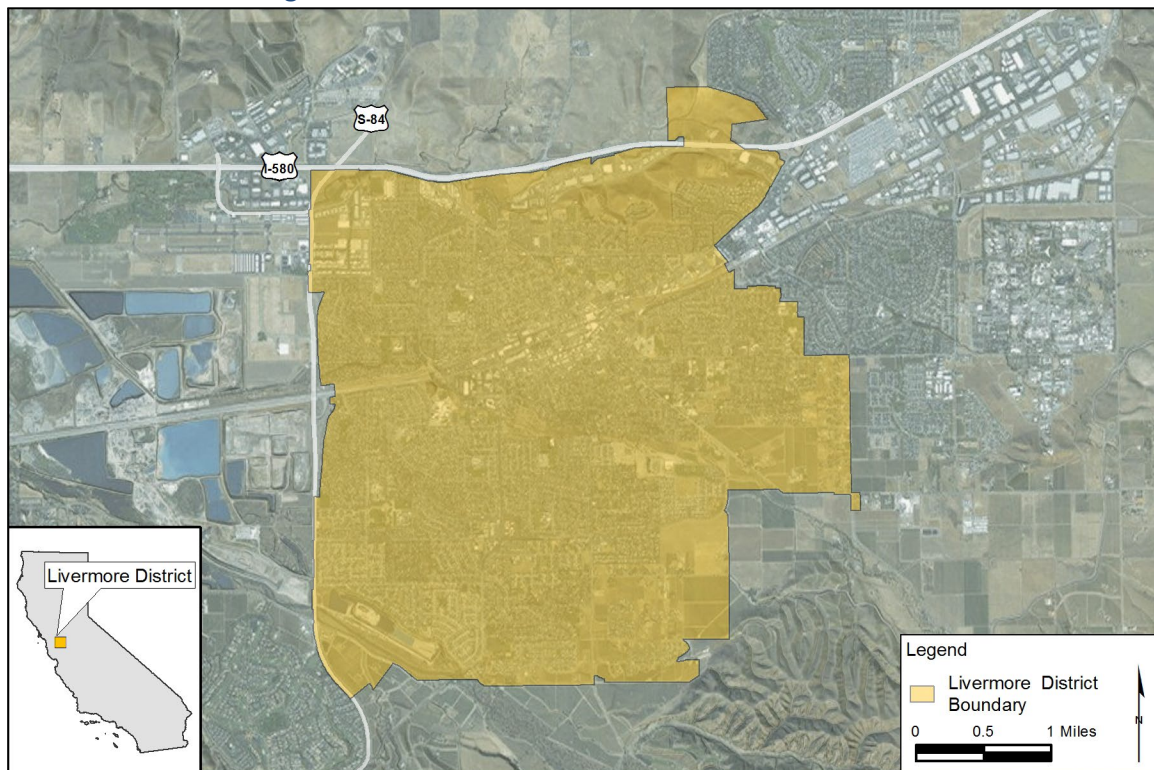 S-84
I-580
Livermore District
Legend
Livermore District
Boundary
0 0.5 1 Miles
N